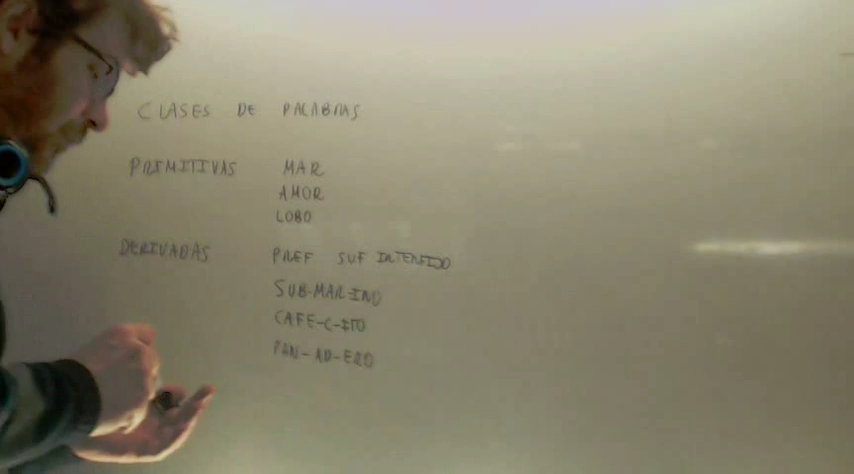 CLASES DE PALABRAS
PRIMITIVAS MAR
AMOR
LOBO
DERIVADAS PREF SUF INTERFIJO
SUB-MAR-INO
CAFE-C-ITO
PAN-AD-ERO